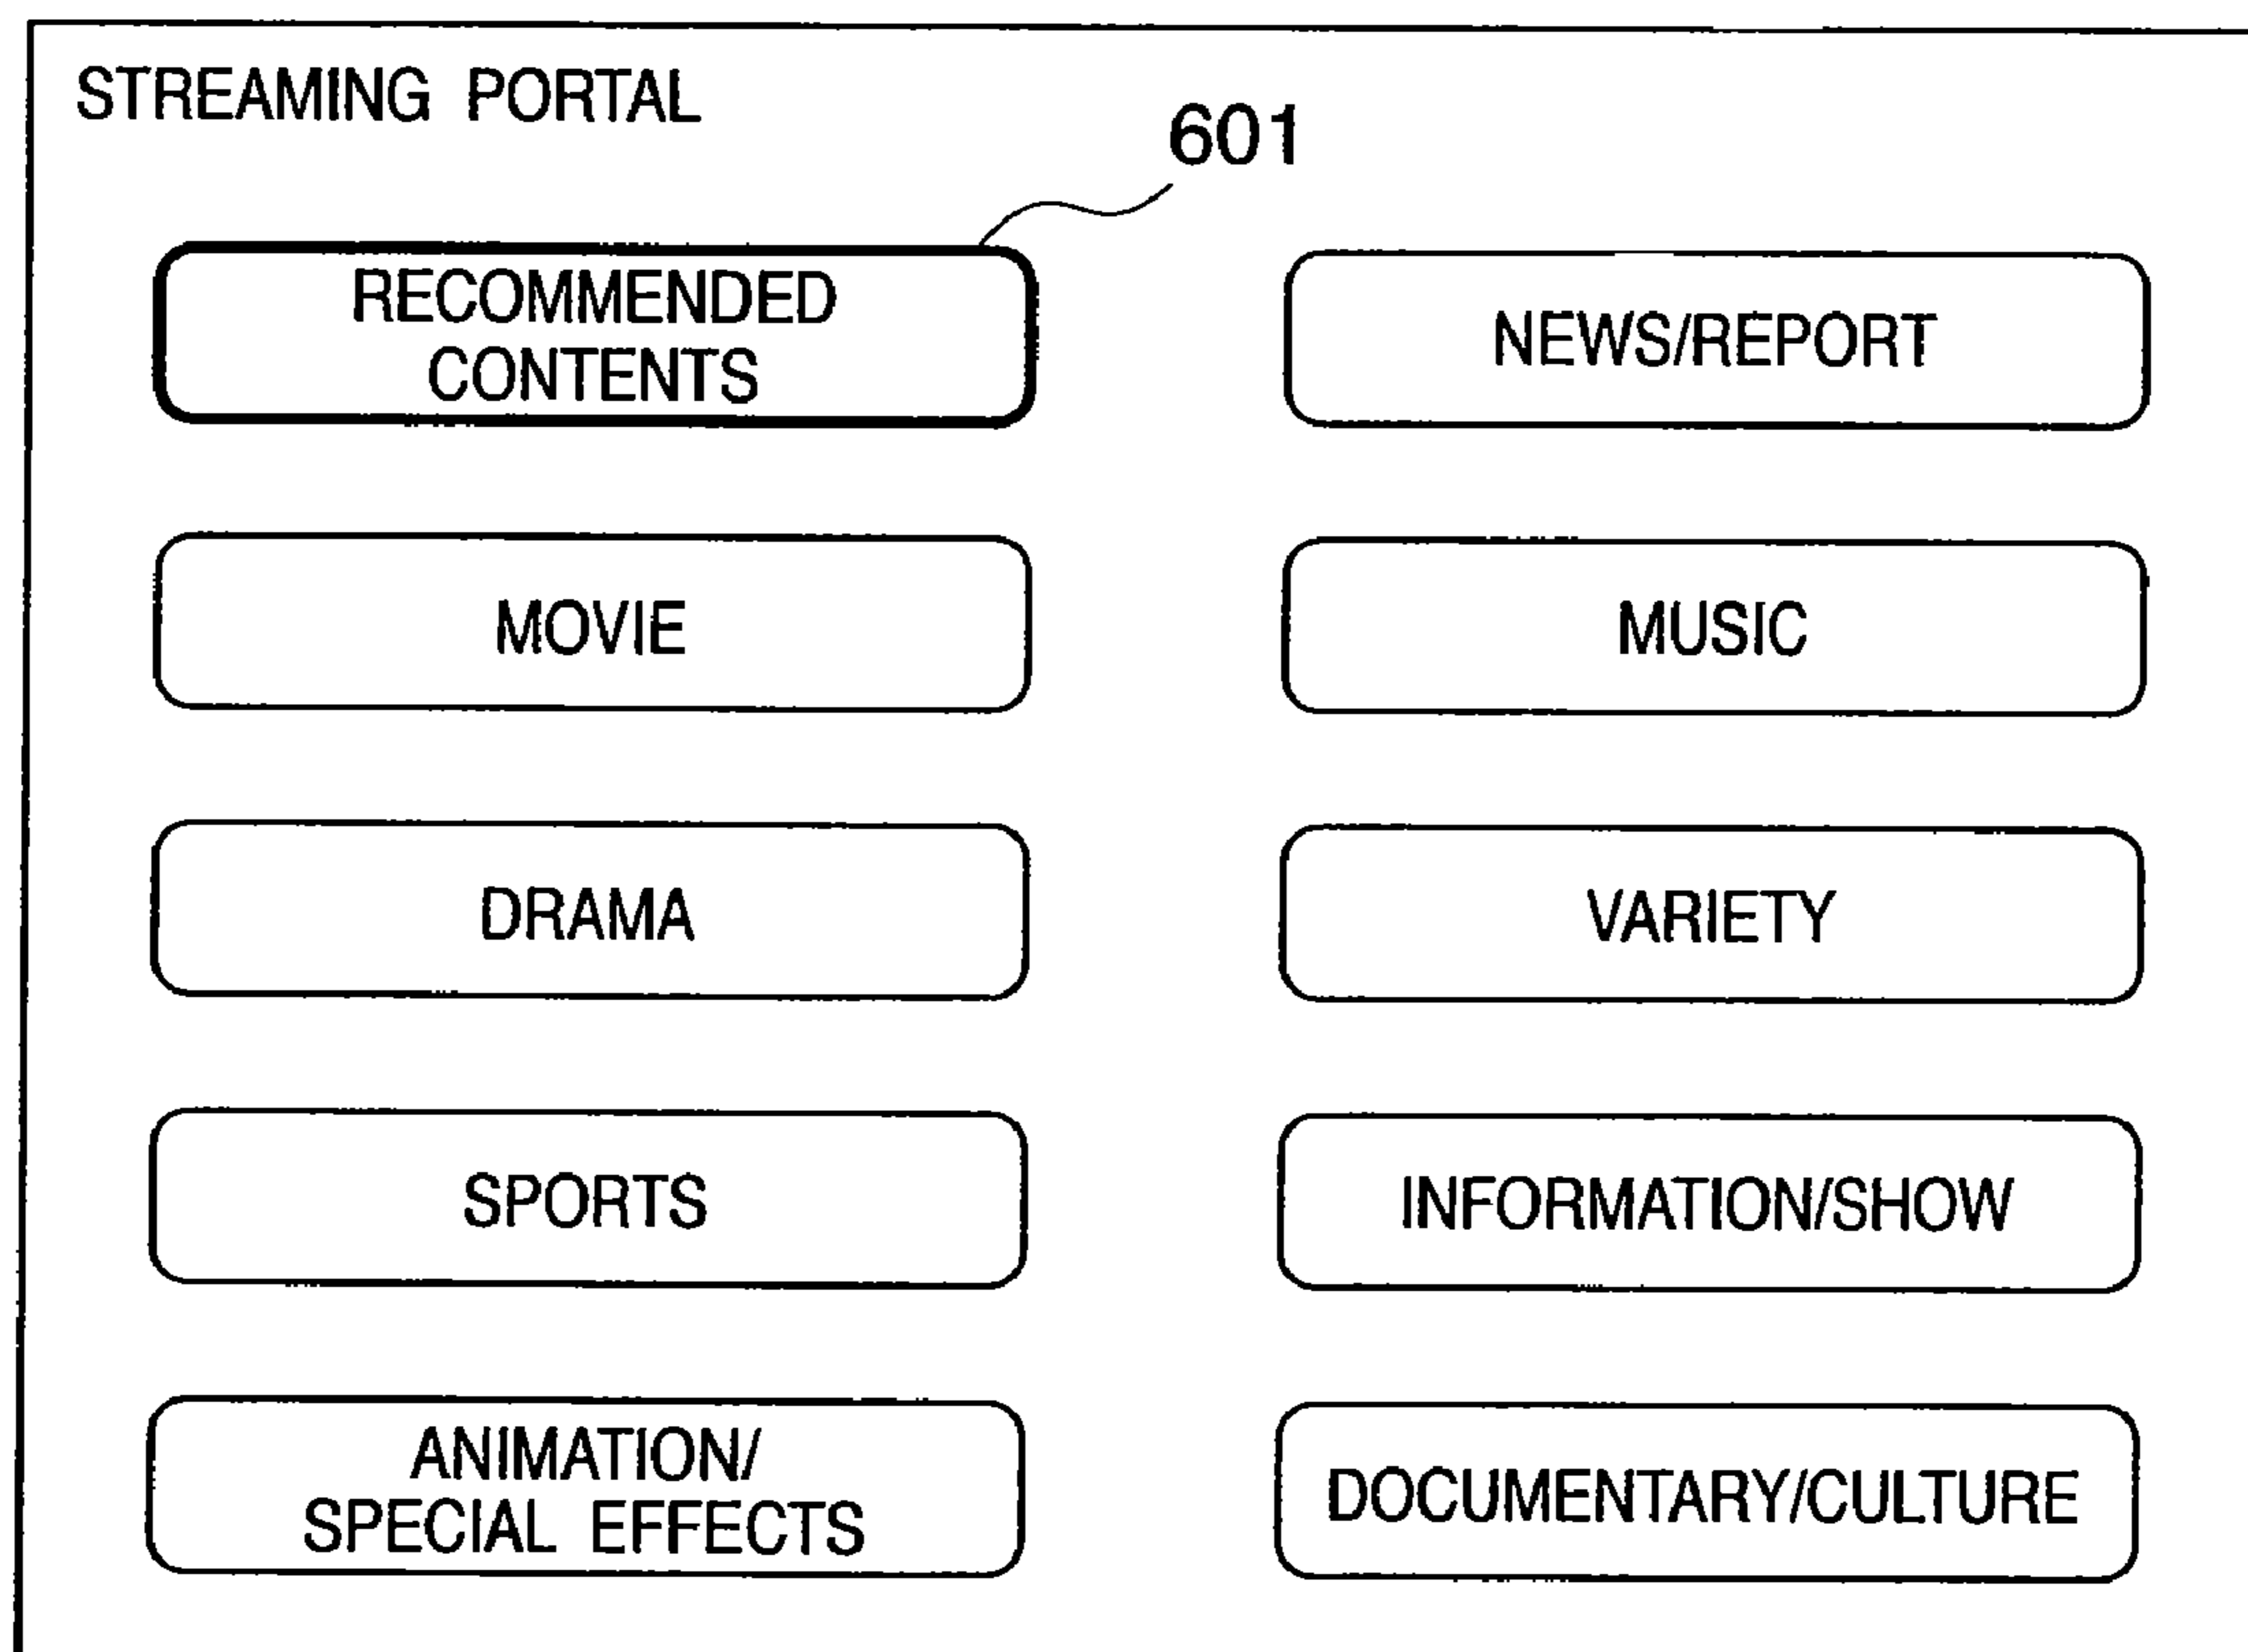 STREAMING PORTAL
601
RECOMMENDED
CONTENTS
NEWS/REPORT
MOVIE
MUSIC
DRAMA
VARIETY
SPORTS
INFORMATION/SHOW
ANIMATION/
SPECIAL EFFECTS
DOCUMENTARY/CULTURE